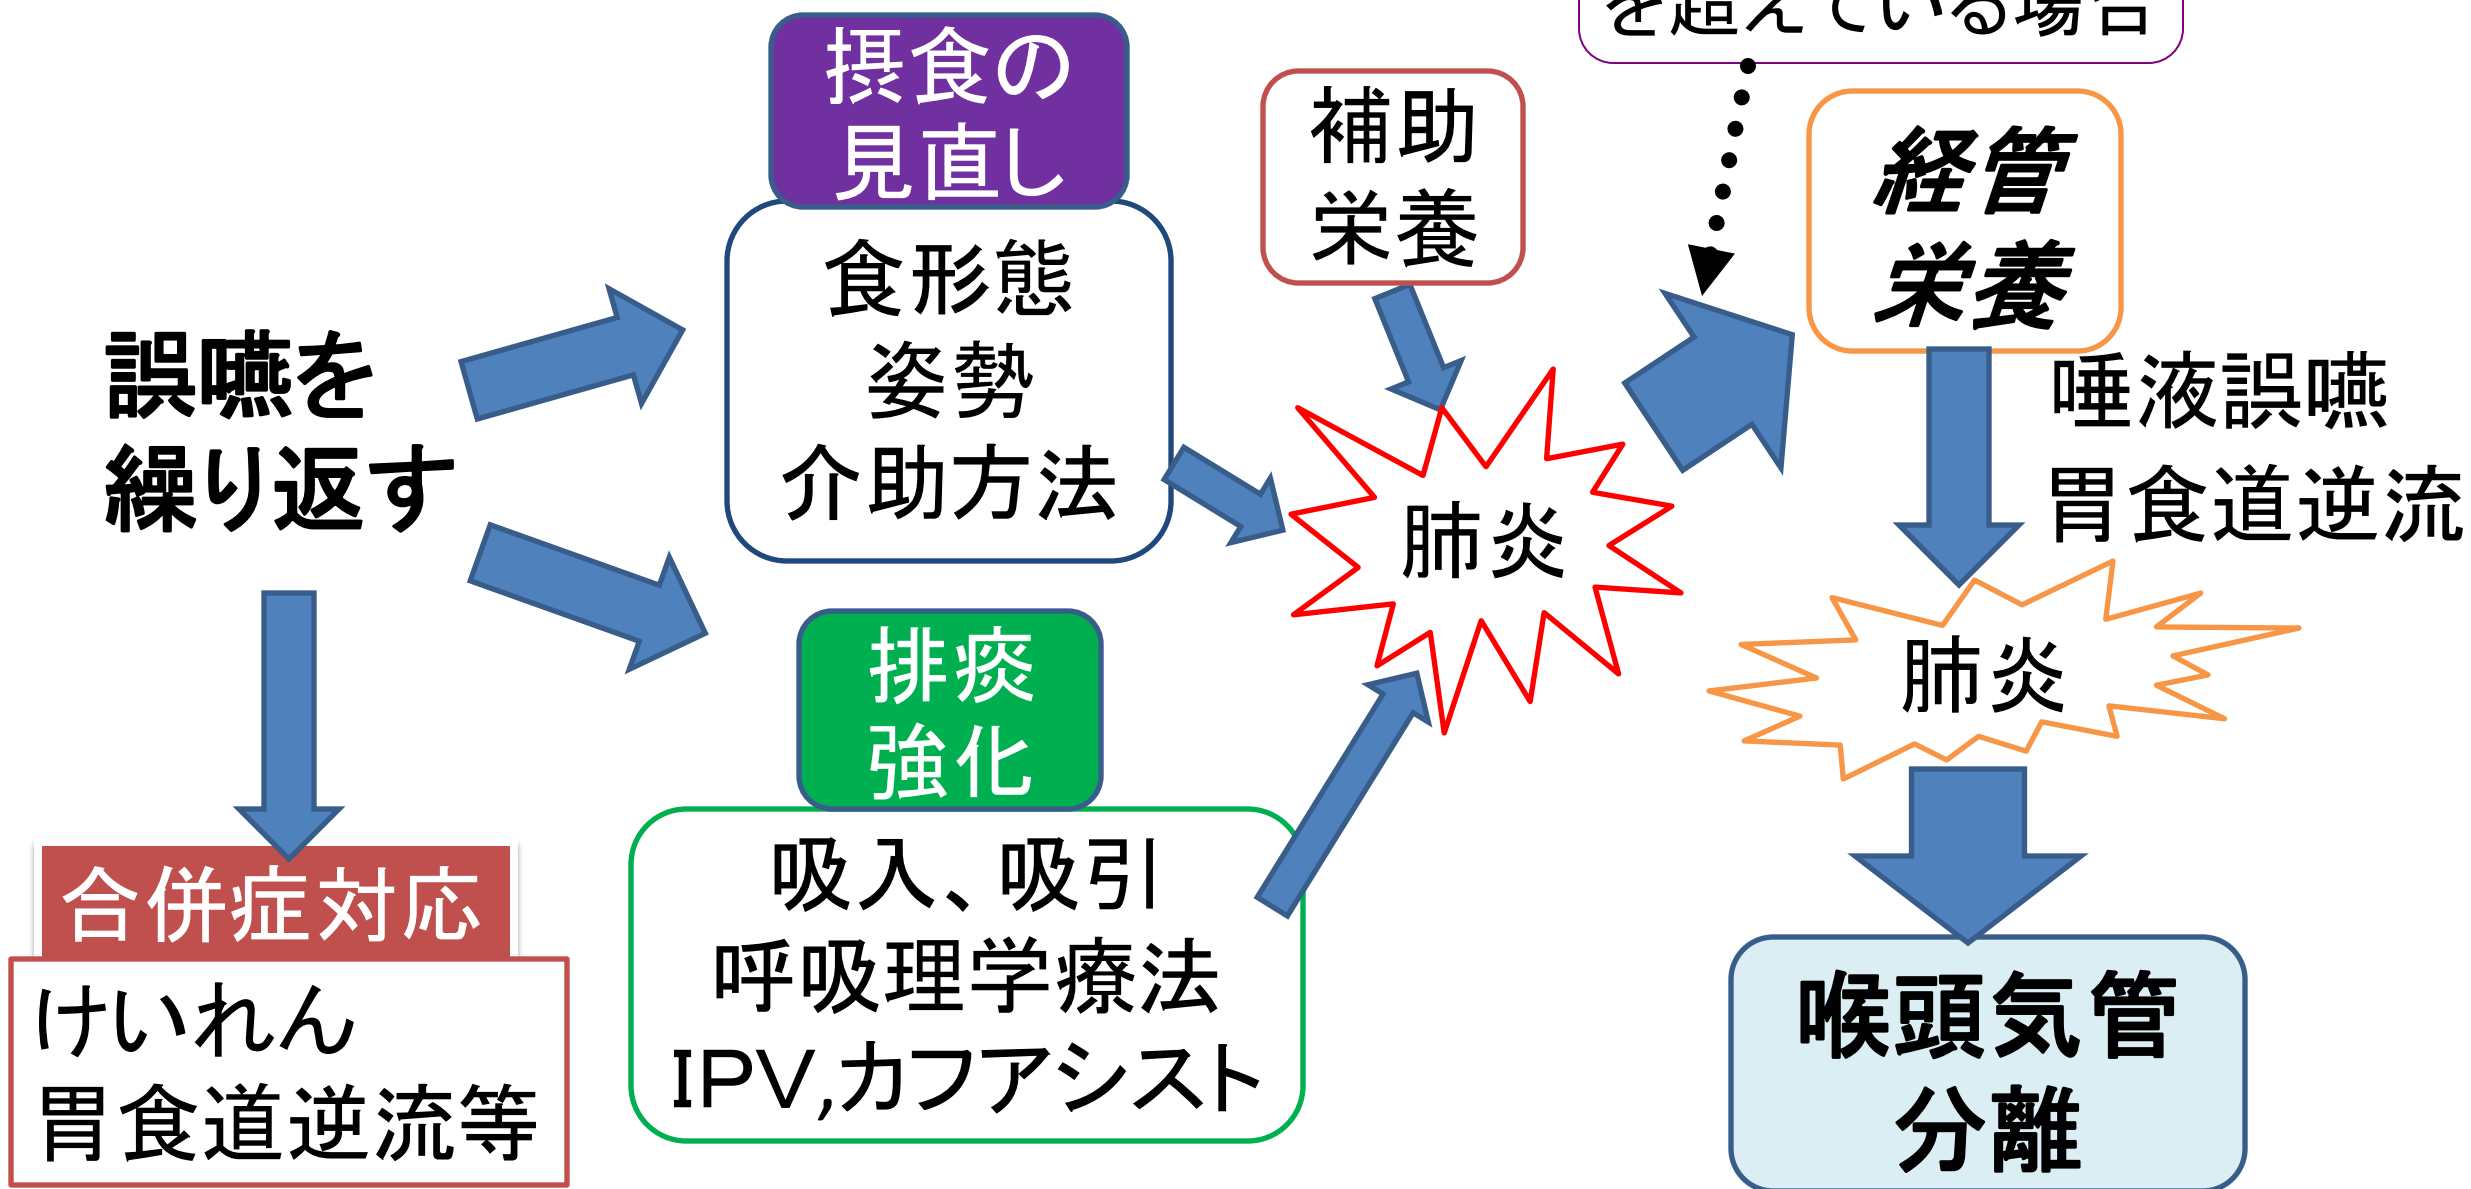 を超えている場合
摂食の
見直し
食形態
姿勢
介助方法
補助
栄養
経管
栄養
誤嚥を
繰り返す
唾液誤嚥
胃食道逆流
肺炎
肺炎
排痰
強化
吸入、吸引
呼吸理学療法
IPV,カフアシスト
合併症対応
けいれん
胃食道逆流等
喉頭気管
分離